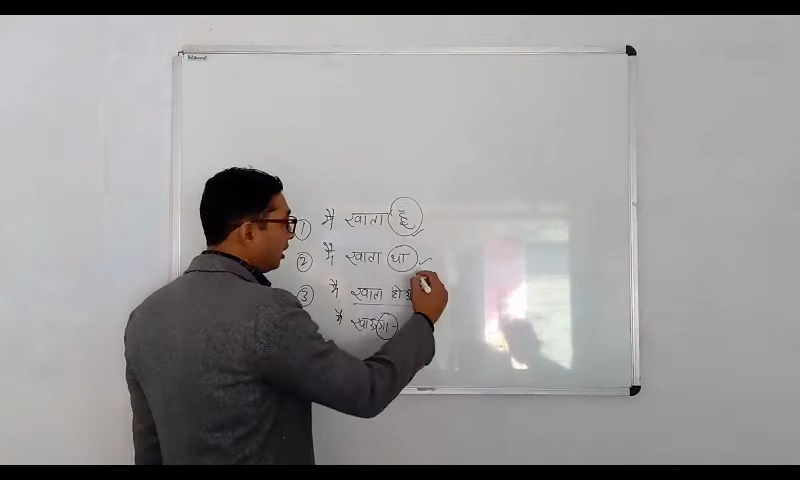 ① मै खाता हूँ
② मै खाता था
③ मै खाता हो
मै खाऊंगा